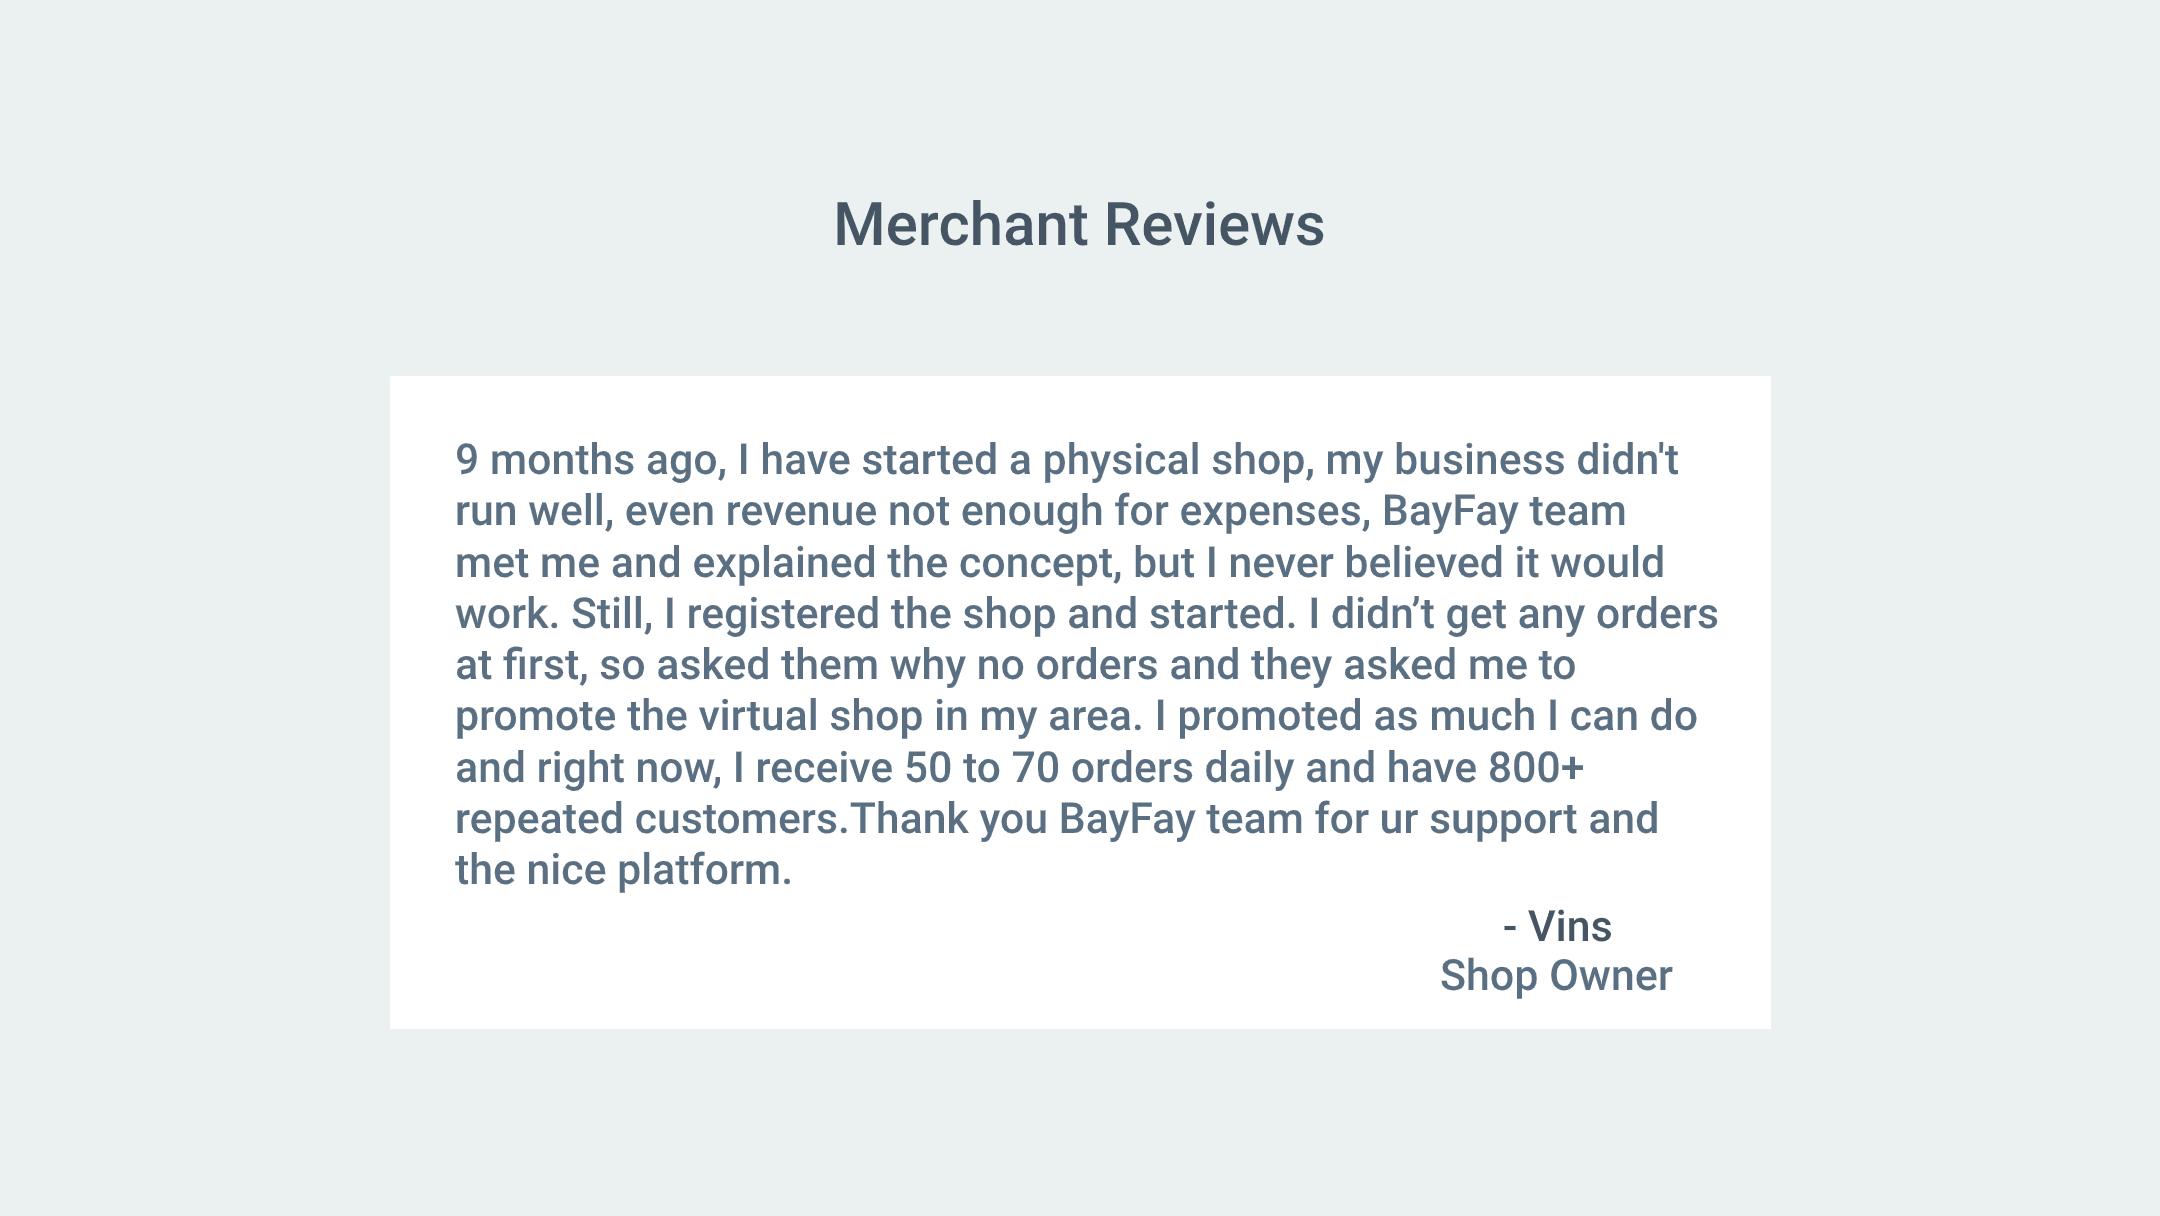 Merchant Reviews
9 months ago, I have started a physical shop, my business didn't
run well, even revenue not enough for expenses, BayFay team
met me and explained the concept, but I never believed it would
work. Still, I registered the shop and started. I didn’t get any orders
at first, so asked them why no orders and they asked me to
promote the virtual shop in my area. I promoted as much I can do
and right now, I receive 50 to 70 orders daily and have 800+
repeated customers.Thank you BayFay team for ur support and
the nice platform.
- Vins
Shop Owner